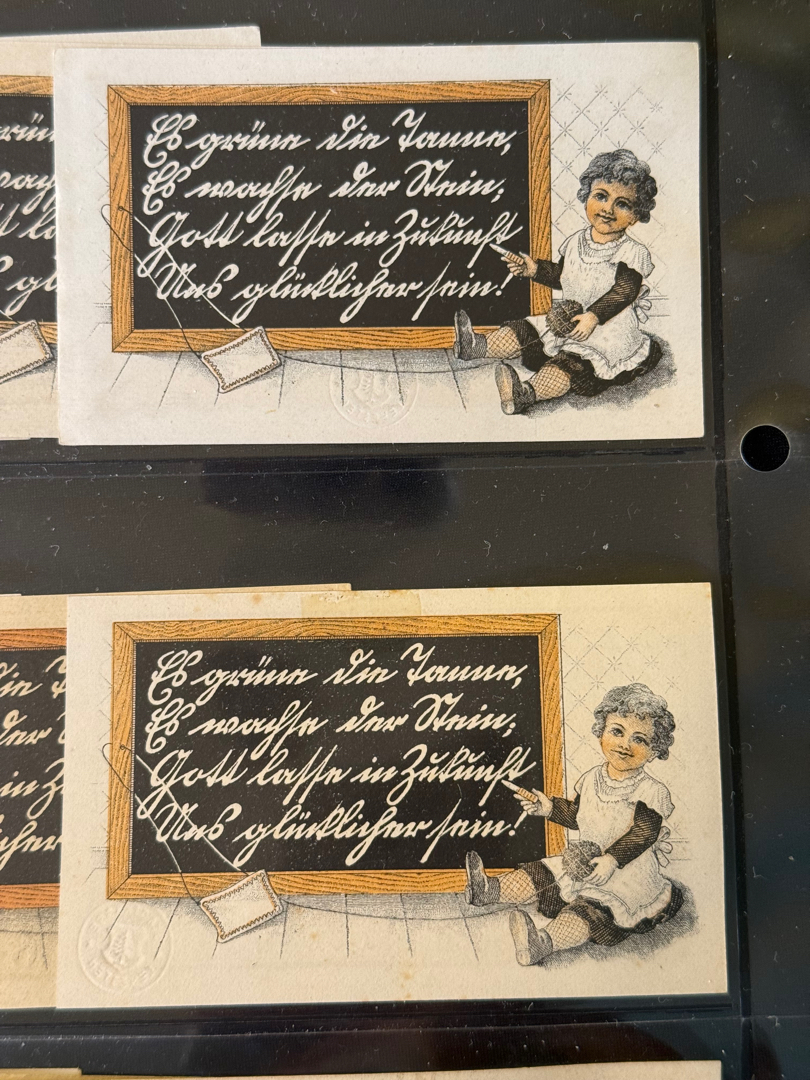 Es grüne die Tanne,
Es wachse der Stein;
Gott lasse in Zukunft
Uns glücklicher sein!
Es grüne die Tanne,
Es wachse der Stein;
Gott lasse in Zukunft
Uns glücklicher sein!